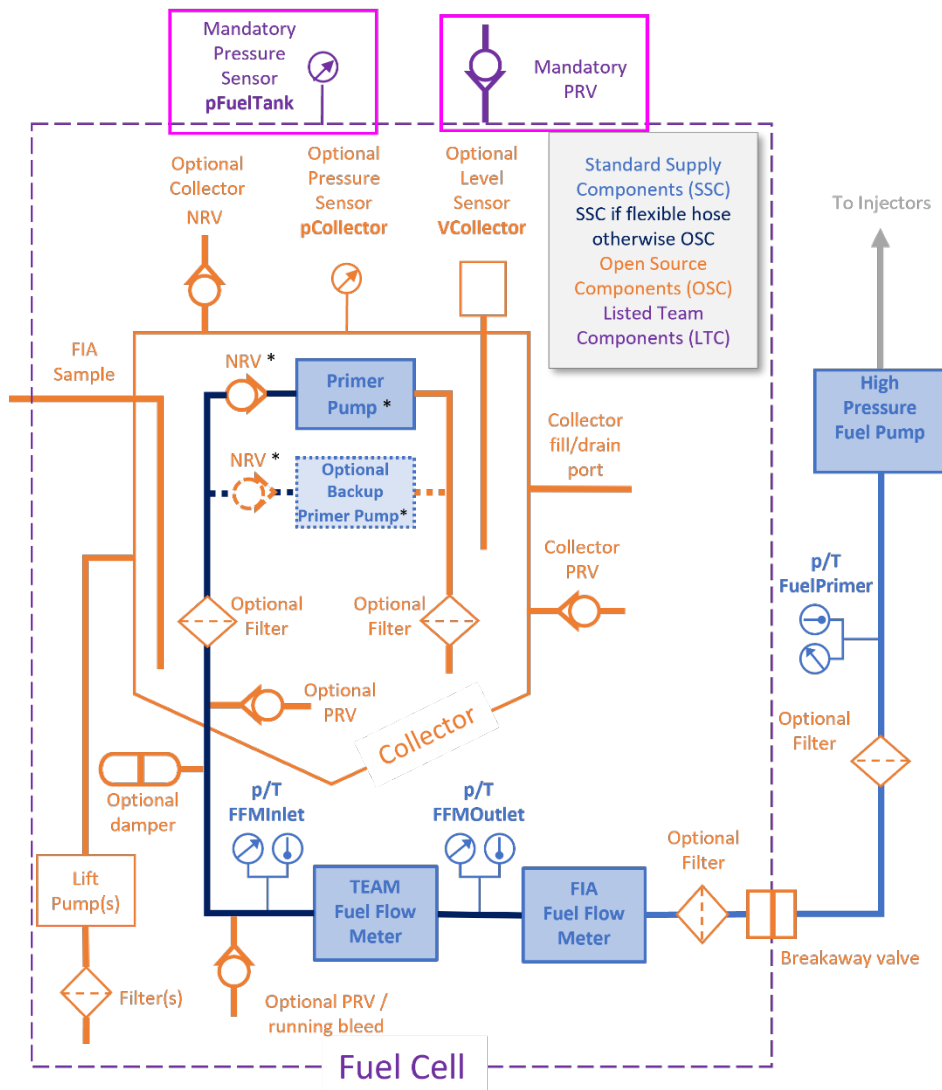 Mandatory
Pressure
Sensor
pFuelTank
Mandatory
PRV
Optional
Collector
NRV
Optional
Pressure
Sensor
pCollector
Optional
Level
Sensor
VCollector
Standard Supply
Components (SSC)
SSC if flexible hose
otherwise OSC
Open Source
Components (OSC)
Listed Team
Components (LTC)
To Injectors
FIA
Sample
NRV *
Primer
Pump *
NRV *
Optional
Backup
Primer Pump*
Collector
fill/drain
port
High
Pressure
Fuel Pump
Collector
PRV
p/T
FuelPrimer
Optional
Filter
Optional
Filter
Optional
PRV
Collector
Optional
Filter
Optional
damper
p/T
FFMInlet
p/T
FFMOutlet
Optional
Filter
Lift
Pump(s)
TEAM
Fuel Flow
Meter
FIA
Fuel Flow
Meter
Breakaway valve
Filter(s)
Optional PRV /
running bleed
Fuel Cell